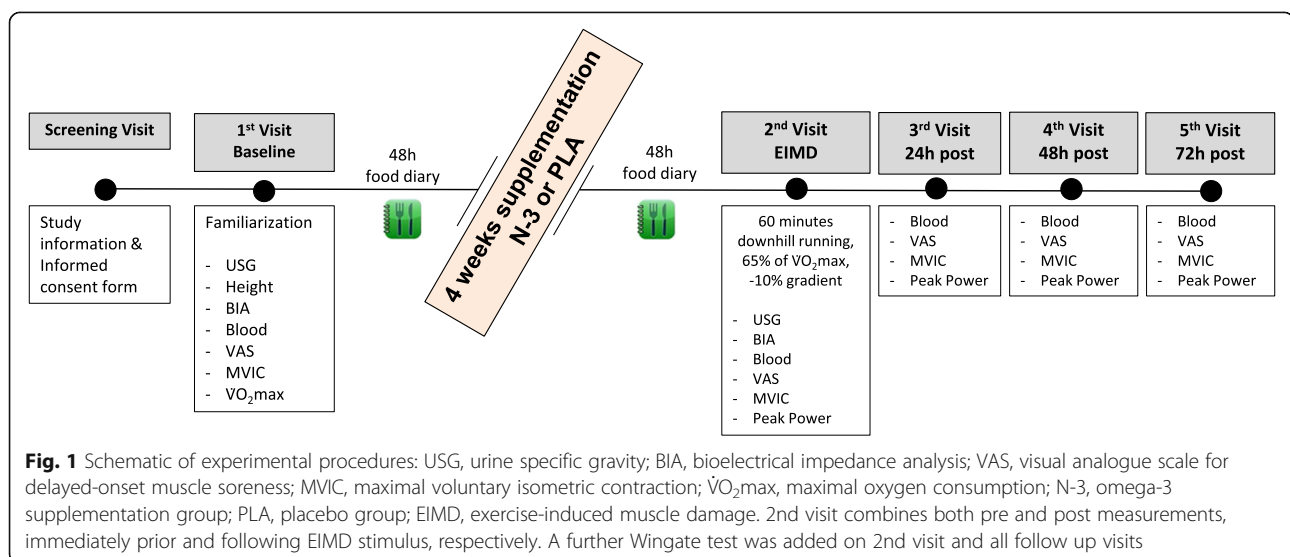 Screening Visit
Study
information &
Informed
consent form
1st Visit
Baseline
Familiarization
- USG
- Height
- BIA
- Blood
- VAS
- MVIC
- V̇O2max
48h
food diary
4 weeks supplementation
N-3 or PLA
48h
food diary
2nd Visit
EIMD
60 minutes
downhill running,
65% of V̇O2max,
-10% gradient
- USG
- BIA
- Blood
- VAS
- MVIC
- Peak Power
3rd Visit
24h post
- Blood
- VAS
- MVIC
- Peak Power
4th Visit
48h post
- Blood
- VAS
- MVIC
- Peak Power
5th Visit
72h post
- Blood
- VAS
- MVIC
- Peak Power
Fig. 1 Schematic of experimental procedures: USG, urine specific gravity; BIA, bioelectrical impedance analysis; VAS, visual analogue scale for
delayed-onset muscle soreness; MVIC, maximal voluntary isometric contraction; V̇O2max, maximal oxygen consumption; N-3, omega-3
supplementation group; PLA, placebo group; EIMD, exercise-induced muscle damage. 2nd visit combines both pre and post measurements,
immediately prior and following EIMD stimulus, respectively. A further Wingate test was added on 2nd visit and all follow up visits